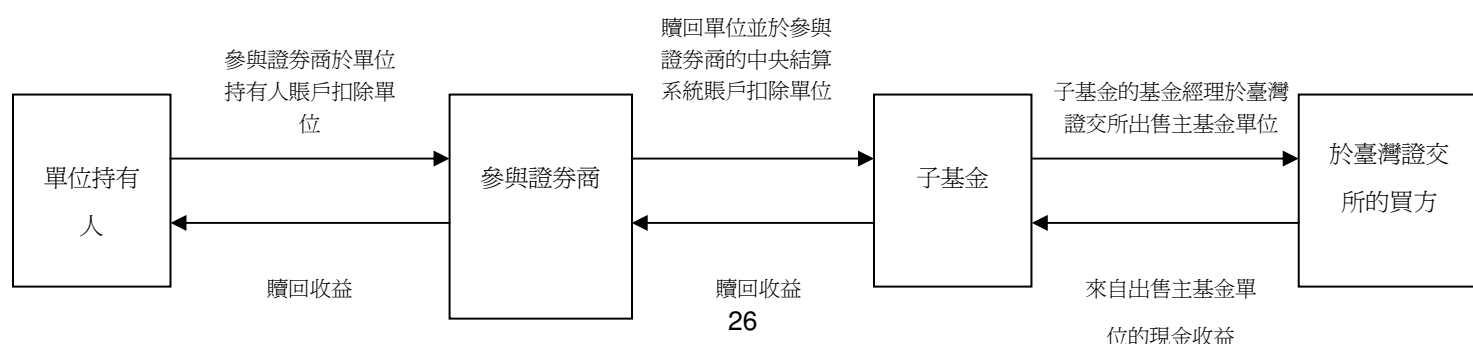 參與證券商於單位
持有人賬戶扣除單
位
贖回單位並於參與
證券商的中央結算
系統賬戶扣除單位
子基金的基金經理於臺灣
證交所出售主基金單位
單位持有
人
參與證券商
子基金
於臺灣證交
所的買方
贖回收益
贖回收益
來自出售主基金單
位的現金收益
26